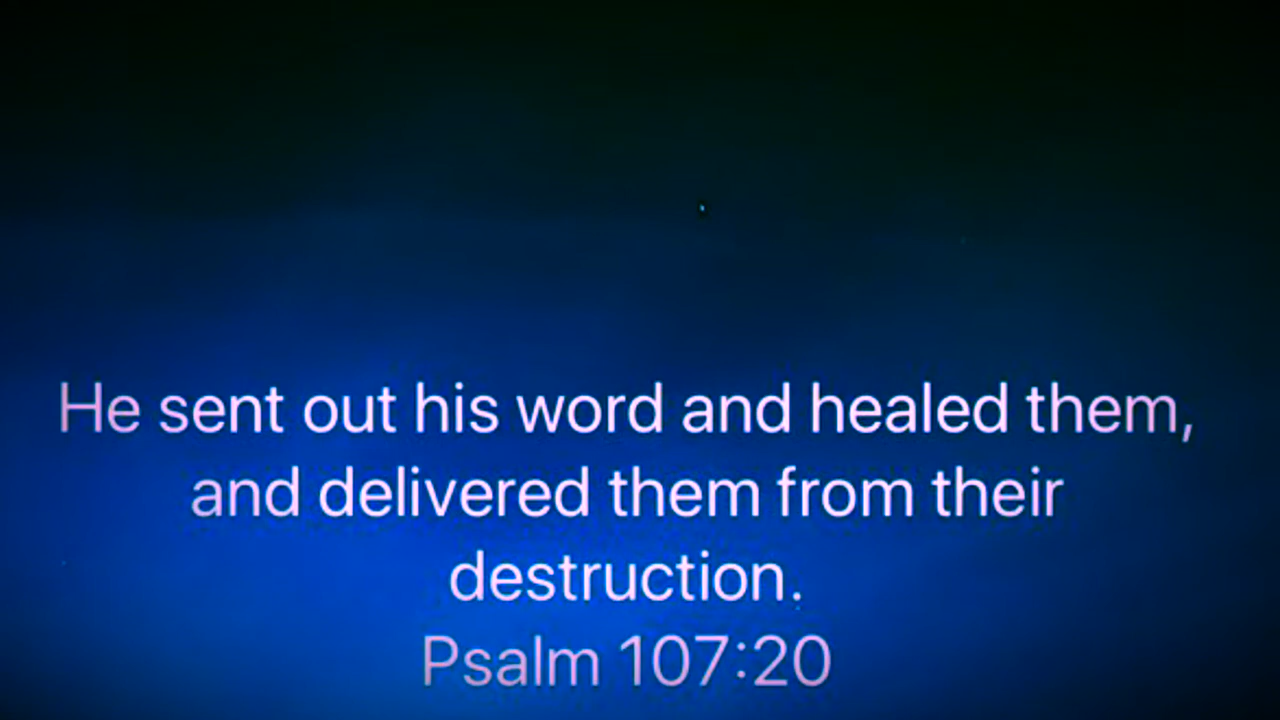 He sent out his word and healed them,
and delivered them from their
destruction.
Psalm 107:20